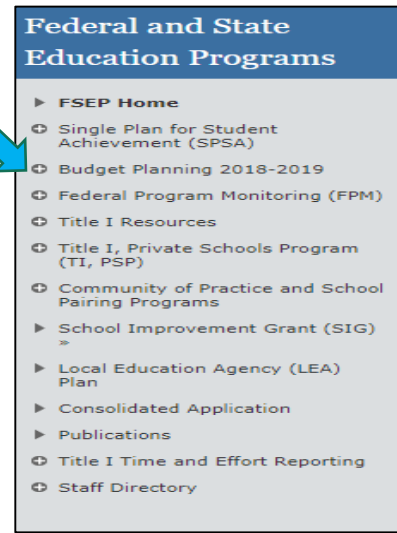 Federal and State
Education Programs
FSEP Home
Single Plan for Student
Achievement (SPSA)
Budget Planning 2018-2019
Federal Program Monitoring (FPM)
Title I Resources
Title I, Private Schools Program
(TI, PSP)
Community of Practice and School
Pairing Programs
School Improvement Grant (SIG)
»
Local Education Agency (LEA)
Plan
Consolidated Application
Publications
Title I Time and Effort Reporting
Staff Directory